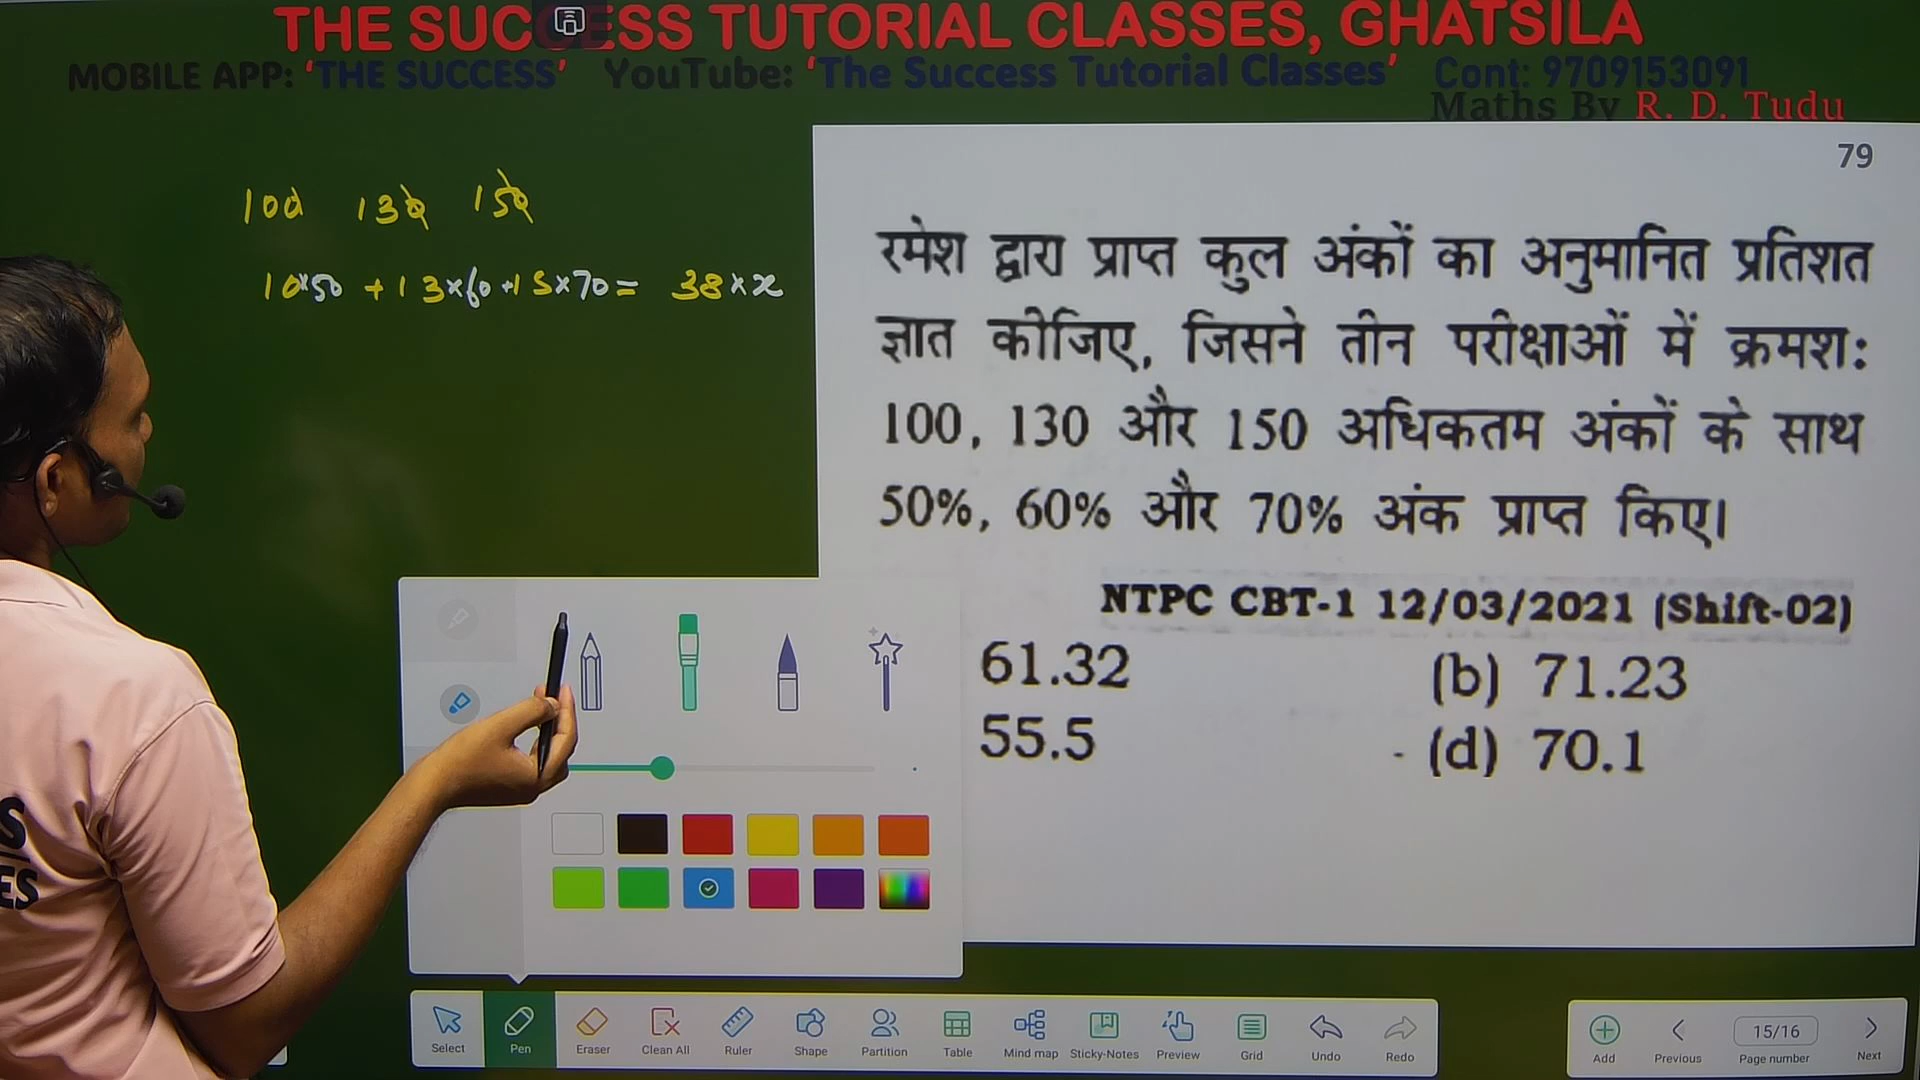 THE SUCCESS TUTORIAL CLASSES, GHATSILA
MOBILE APP: 'THE SUCCESS' YouTube: 'The Success Tutorial Classes' Cont: 9709153091
Maths By R. D. Tudu
79
100 130 150
10×50 + 13×60 + 15×70 = 38×x
रमेश द्वारा प्राप्त कुल अंकों का अनुमानित प्रतिशत
ज्ञात कीजिए, जिसने तीन परीक्षाओं में क्रमश:
100, 130 और 150 अधिकतम अंकों के साथ
50%, 60% और 70% अंक प्राप्त किए।
NTPC CBT-1 12/03/2021 (Shift-02)
61.32 (b) 71.23
55.5 (d) 70.1
Select Pen Eraser Clean All Ruler Shape Partition Table Mind map Sticky-Notes Preview Grid Undo Redo
Add Previous 15/16 Page number Next